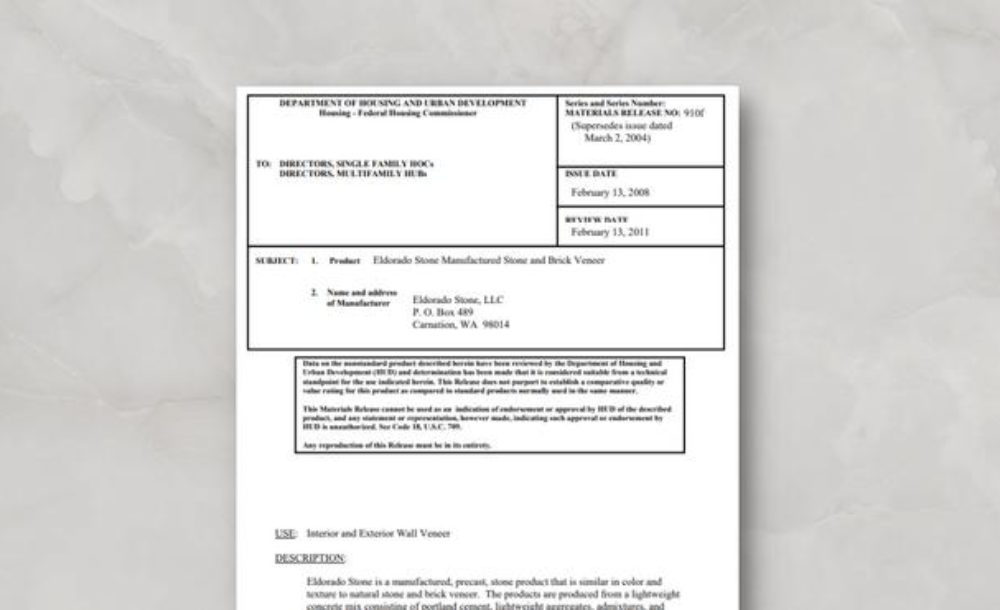 DEPARTMENT OF HOUSING AND URBAN DEVELOPMENT
Housing - Federal Housing Commissioner
Series and Series Number:
MATERIALS RELEASE NO: 910f
(Supersedes issue dated
March 2, 2004)
TO: DIRECTORS, SINGLE FAMILY HOCs
DIRECTORS, MULTIFAMILY HUBs
ISSUE DATE
February 13, 2008
REVIEW DATE
February 13, 2011
SUBJECT: 1. Product Eldorado Stone Manufactured Stone and Brick Veneer
2. Name and address
of Manufacturer
Eldorado Stone, LLC
P. O. Box 489
Carnation, WA 98014
Data on the nonstandard product described herein have been reviewed by the Department of Housing and
Urban Development (HUD) and determination has been made that it is considered suitable from a technical
standpoint for the use indicated herein. This Release does not purport to establish a comparative quality or
value rating for this product as compared to standard products normally used in the same manner.
This Materials Release cannot be used as an indication of endorsement or approval by HUD of the described
product, and any statement or representation, however made, indicating such approval or endorsement by
HUD is unauthorized. See Code 18, U.S.C. 709.
Any reproduction of this Release must be in its entirety.
USE: Interior and Exterior Wall Veneer
DESCRIPTION:
Eldorado Stone is a manufactured, precast, stone product that is similar in color and
texture to natural stone and brick veneer. The products are produced from a lightweight
concrete mix consisting of portland cement, lightweight aggregates, admixtures, and